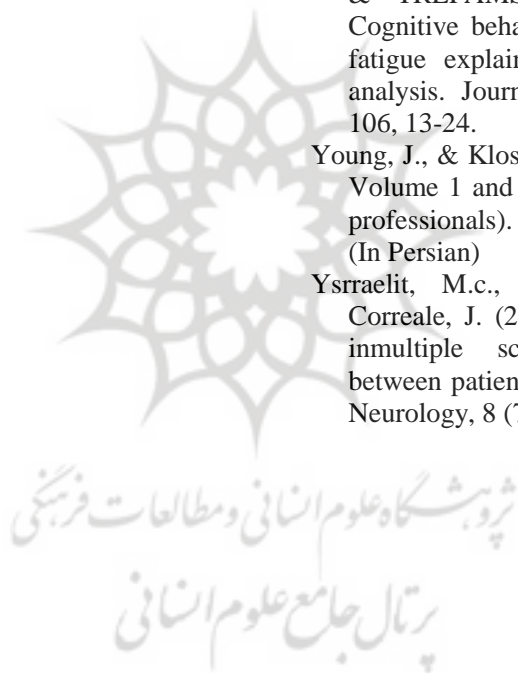 Cognitive beha
fatigue explain
analysis. Journ
106, 13-24.
Young, J., & Klos
Volume 1 and
professionals).
(In Persian)
Ysrraelit, M.c.,
Correale, J. (2
inmultiple sc
between patien
Neurology, 8 (7
پژوهشگاه علوم انسانی و مطالعات فرهنگی
پرتال جامع علوم انسانی